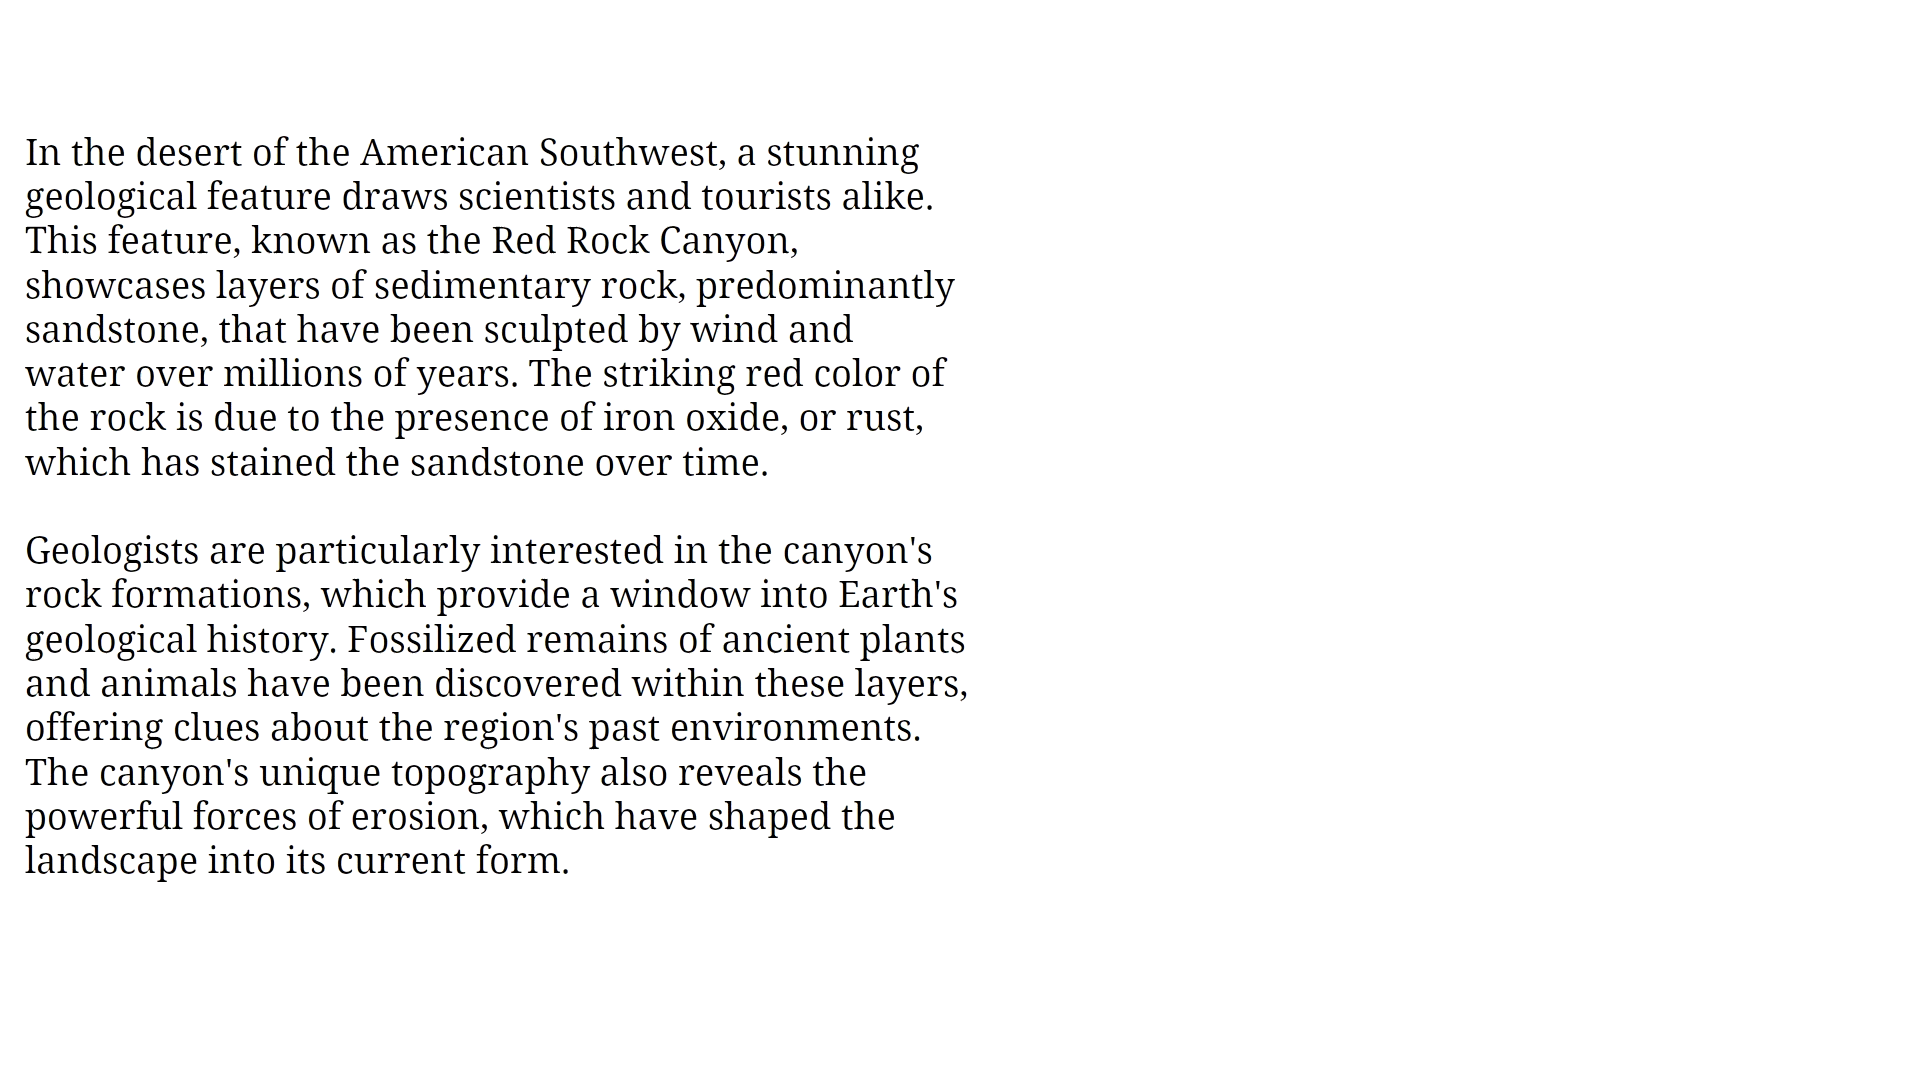 In the desert of the American Southwest, a stunning
geological feature draws scientists and tourists alike.
This feature, known as the Red Rock Canyon,
showcases layers of sedimentary rock, predominantly
sandstone, that have been sculpted by wind and
water over millions of years. The striking red color of
the rock is due to the presence of iron oxide, or rust,
which has stained the sandstone over time.

Geologists are particularly interested in the canyon's
rock formations, which provide a window into Earth's
geological history. Fossilized remains of ancient plants
and animals have been discovered within these layers,
offering clues about the region's past environments.
The canyon's unique topography also reveals the
powerful forces of erosion, which have shaped the
landscape into its current form.